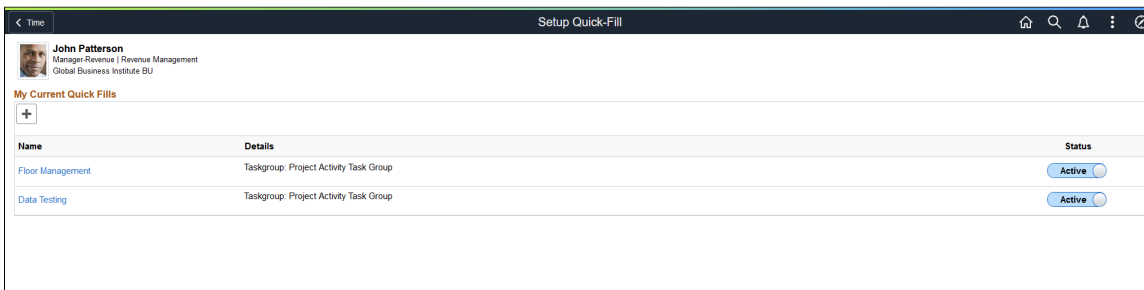 Time
Setup Quick-Fill
John Patterson
Manager-Revenue | Revenue Management
Global Business Institute BU
My Current Quick Fills
Name Details Status
Floor Management Taskgroup: Project Activity Task Group Active
Data Testing Taskgroup: Project Activity Task Group Active